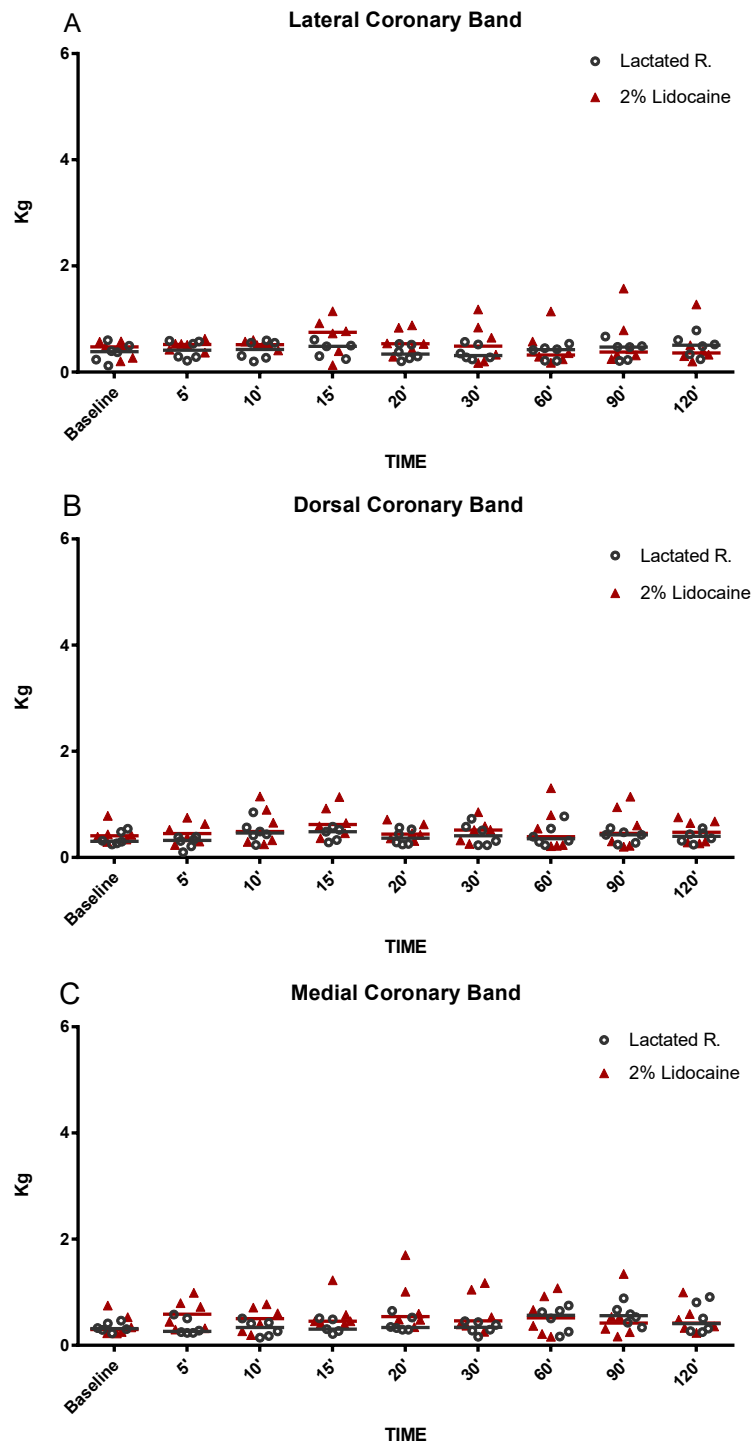 A
Lateral Coronary Band
6
Lactated R.
2% Lidocaine
4
Kg
2
0
Baseline
5'
10'
15'
20'
30'
60'
90'
120'
TIME
B
Dorsal Coronary Band
6
Lactated R.
2% Lidocaine
4
Kg
2
0
Baseline
5'
10'
15'
20'
30'
60'
90'
120'
TIME
C
Medial Coronary Band
6
Lactated R.
2% Lidocaine
4
Kg
2
0
Baseline
5'
10'
15'
20'
30'
60'
90'
120'
TIME